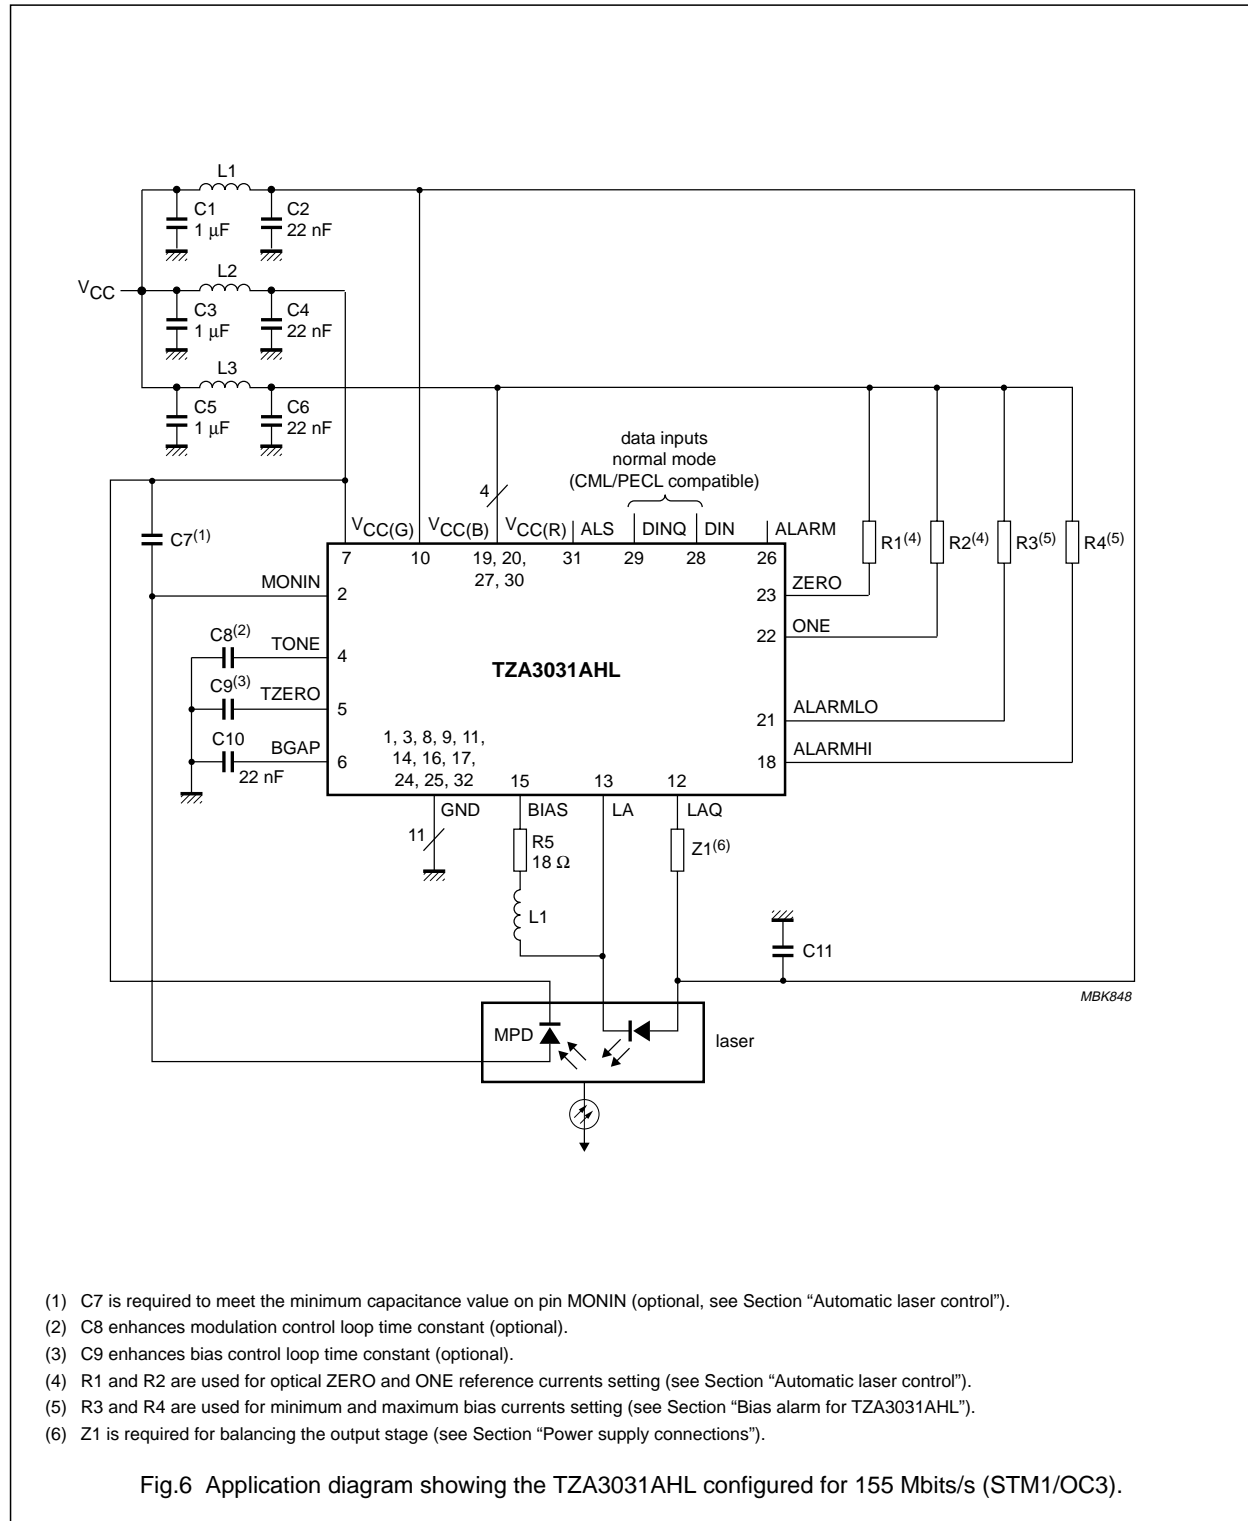 L1
C1
1 μF
C2
22 nF
VCC
L2
C3
1 μF
C4
22 nF
L3
C5
1 μF
C6
22 nF
data inputs
normal mode
(CML/PECL compatible)
4
C7(1)
VCC(G)
VCC(B)
VCC(R)
ALS
DINQ
DIN
ALARM
R1(4)
R2(4)
R3(5)
R4(5)
7
10
19, 20,
27, 30
31
29
28
26
MONIN
2
23
ZERO
C8(2)
TONE
4
22
ONE
TZA3031AHL
C9(3)
TZERO
5
21
ALARMLO
C10
22 nF
BGAP
6
1, 3, 8, 9, 11,
14, 16, 17,
24, 25, 32
18
ALARMHI
15
13
12
GND
BIAS
LA
LAQ
11
R5
18 Ω
Z1(6)
L1
C11
MBK848
MPD
laser
(1) C7 is required to meet the minimum capacitance value on pin MONIN (optional, see Section “Automatic laser control”).
(2) C8 enhances modulation control loop time constant (optional).
(3) C9 enhances bias control loop time constant (optional).
(4) R1 and R2 are used for optical ZERO and ONE reference currents setting (see Section “Automatic laser control”).
(5) R3 and R4 are used for minimum and maximum bias currents setting (see Section “Bias alarm for TZA3031AHL”).
(6) Z1 is required for balancing the output stage (see Section “Power supply connections”).
Fig.6 Application diagram showing the TZA3031AHL configured for 155 Mbits/s (STM1/OC3).